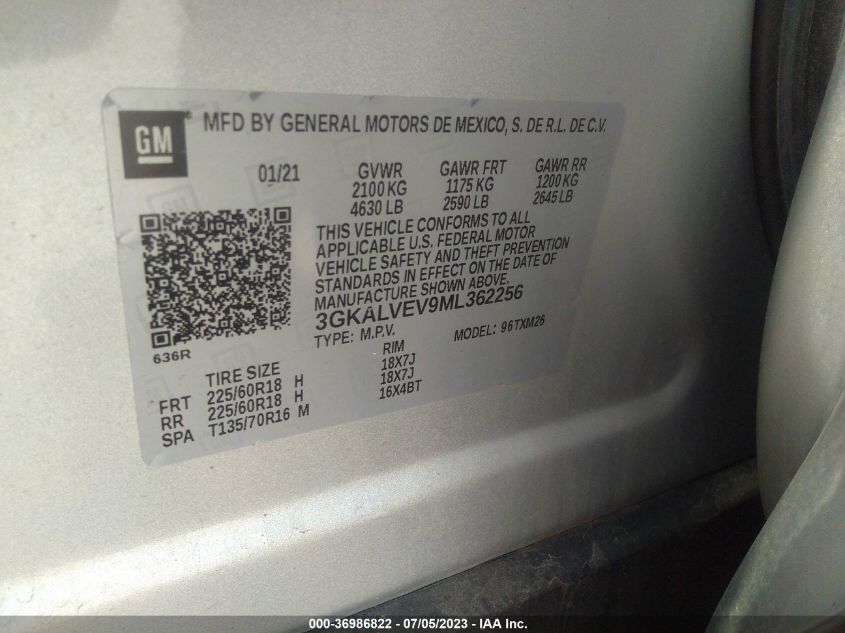 GM
MFD BY GENERAL MOTORS DE MEXICO, S. DE R.L. DE C.V.
01/21 GVWR GAWR FRT GAWR RR
2100 KG 1175 KG 1200 KG
4630 LB 2590 LB 2645 LB
THIS VEHICLE CONFORMS TO ALL
APPLICABLE U.S. FEDERAL MOTOR
VEHICLE SAFETY AND THEFT PREVENTION
STANDARDS IN EFFECT ON THE DATE OF
MANUFACTURE SHOWN ABOVE.
3GKALVEV9ML362256
TYPE: M.P.V. MODEL: 96TXM26
636R
TIRE SIZE RIM
FRT 225/60R18 H 18X7J
RR 225/60R18 H 18X7J
SPA T135/70R16 M 16X4BT
000-36986822 - 07/05/2023 - IAA Inc.